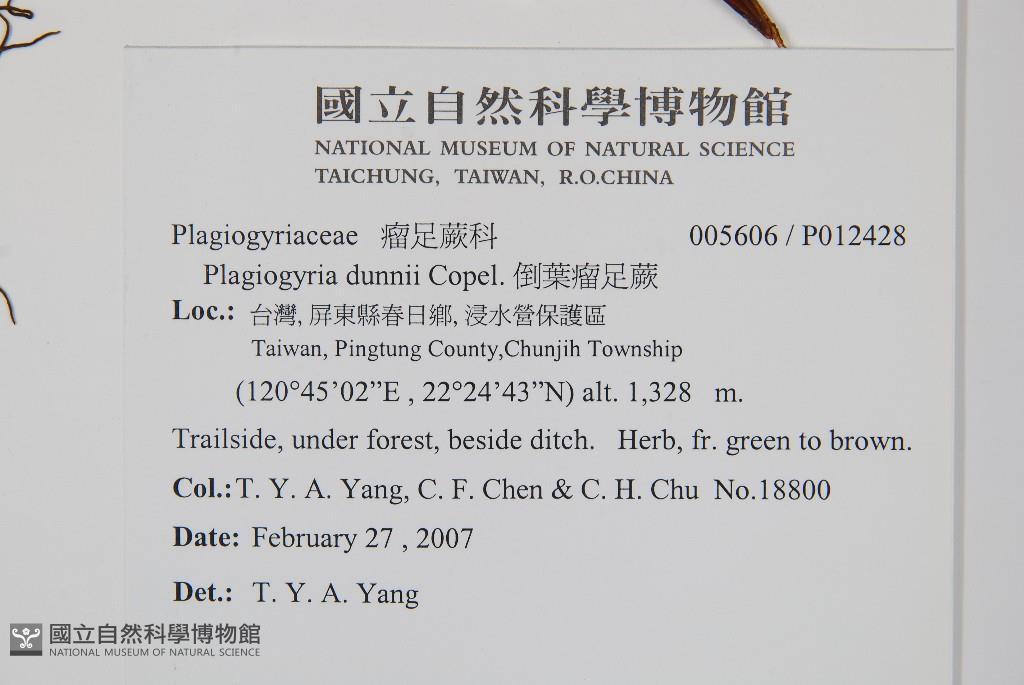 國立自然科學博物館
NATIONAL MUSEUM OF NATURAL SCIENCE
TAICHUNG, TAIWAN, R.O.CHINA
Plagiogyriaceae 瘤足蕨科 005606 / P012428
Plagiogyria dunnii Copel. 倒葉瘤足蕨
Loc.: 台灣, 屏東縣春日鄉, 浸水營保護區
Taiwan, Pingtung County,Chunjih Township
(120°45’02”E , 22°24’43”N) alt. 1,328 m.
Trailside, under forest, beside ditch. Herb, fr. green to brown.
Col.: T. Y. A. Yang, C. F. Chen & C. H. Chu No.18800
Date: February 27 , 2007
Det.: T. Y. A. Yang
國立自然科學博物館
NATIONAL MUSEUM OF NATURAL SCIENCE